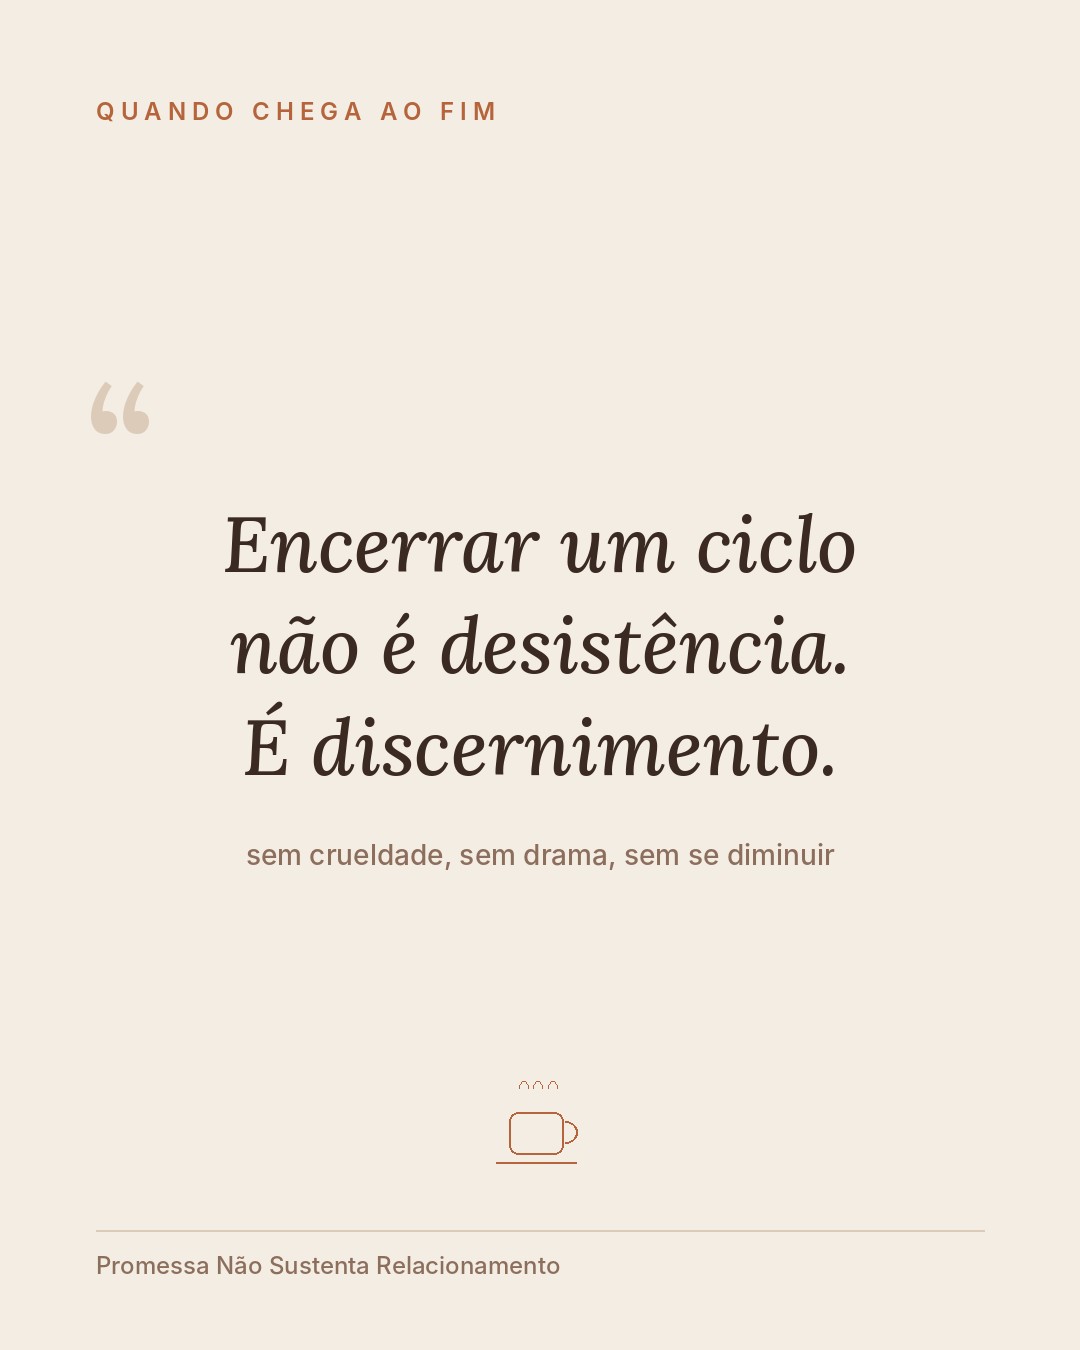 QUANDO CHEGA AO FIM
“
Encerrar um ciclo
não é desistência.
É discernimento.
sem crueldade, sem drama, sem se diminuir
Promessa Não Sustenta Relacionamento